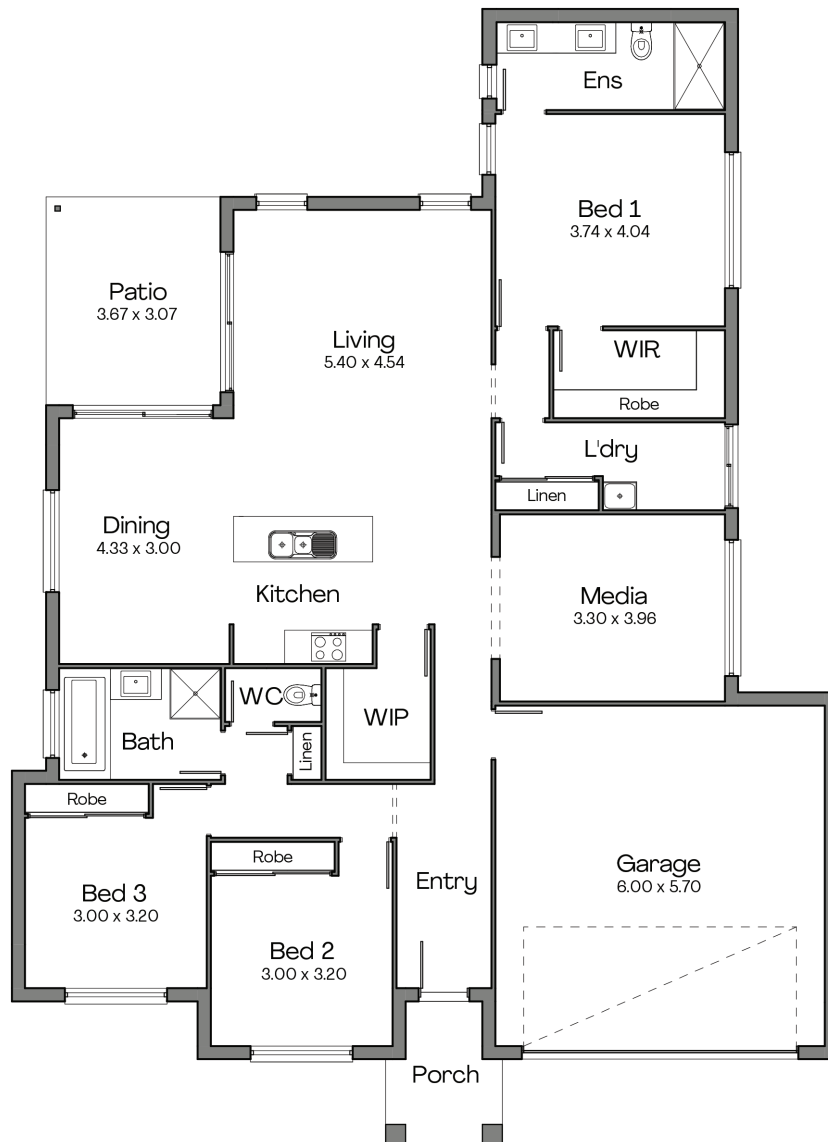 Ens
Bed 1
3.74 x 4.04
Patio
3.67 x 3.07
Living
5.40 x 4.54
WIR
Robe
L'dry
Linen
Dining
4.33 x 3.00
Kitchen
Media
3.30 x 3.96
WC
WIP
Bath
Linen
Robe
Robe
Bed 3
3.00 x 3.20
Entry
Garage
6.00 x 5.70
Bed 2
3.00 x 3.20
Porch